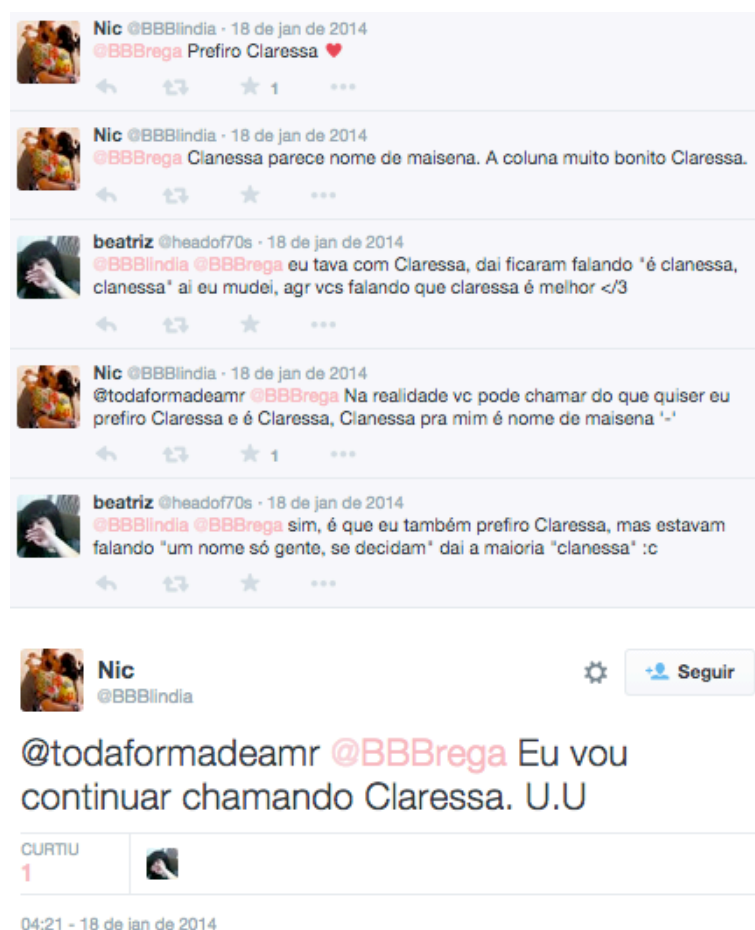 Nic @BBBlindia · 18 de jan de 2014
@BBBrega Prefiro Claressa ♥
1
Nic @BBBlindia · 18 de jan de 2014
@BBBrega Clanessa parece nome de maisena. A coluna muito bonito Claressa.
beatriz @headof70s · 18 de jan de 2014
@BBBlindia @BBBrega eu tava com Claressa, dai ficaram falando "é clanessa,
clanessa" ai eu mudei, agr vcs falando que claressa é melhor </3
Nic @BBBlindia · 18 de jan de 2014
@todaformadeamr @BBBrega Na realidade vc pode chamar do que quiser eu
prefiro Claressa e é Claressa, Clanessa pra mim é nome de maisena '-'
1
beatriz @headof70s · 18 de jan de 2014
@BBBlindia @BBBrega sim, é que eu também prefiro Claressa, mas estavam
falando "um nome só gente, se decidam" dai a maioria "clanessa" :c
Nic
@BBBlindia
Seguir
@todaformadeamr @BBBrega Eu vou
continuar chamando Claressa. U.U
CURTIU
1
04:21 - 18 de jan de 2014